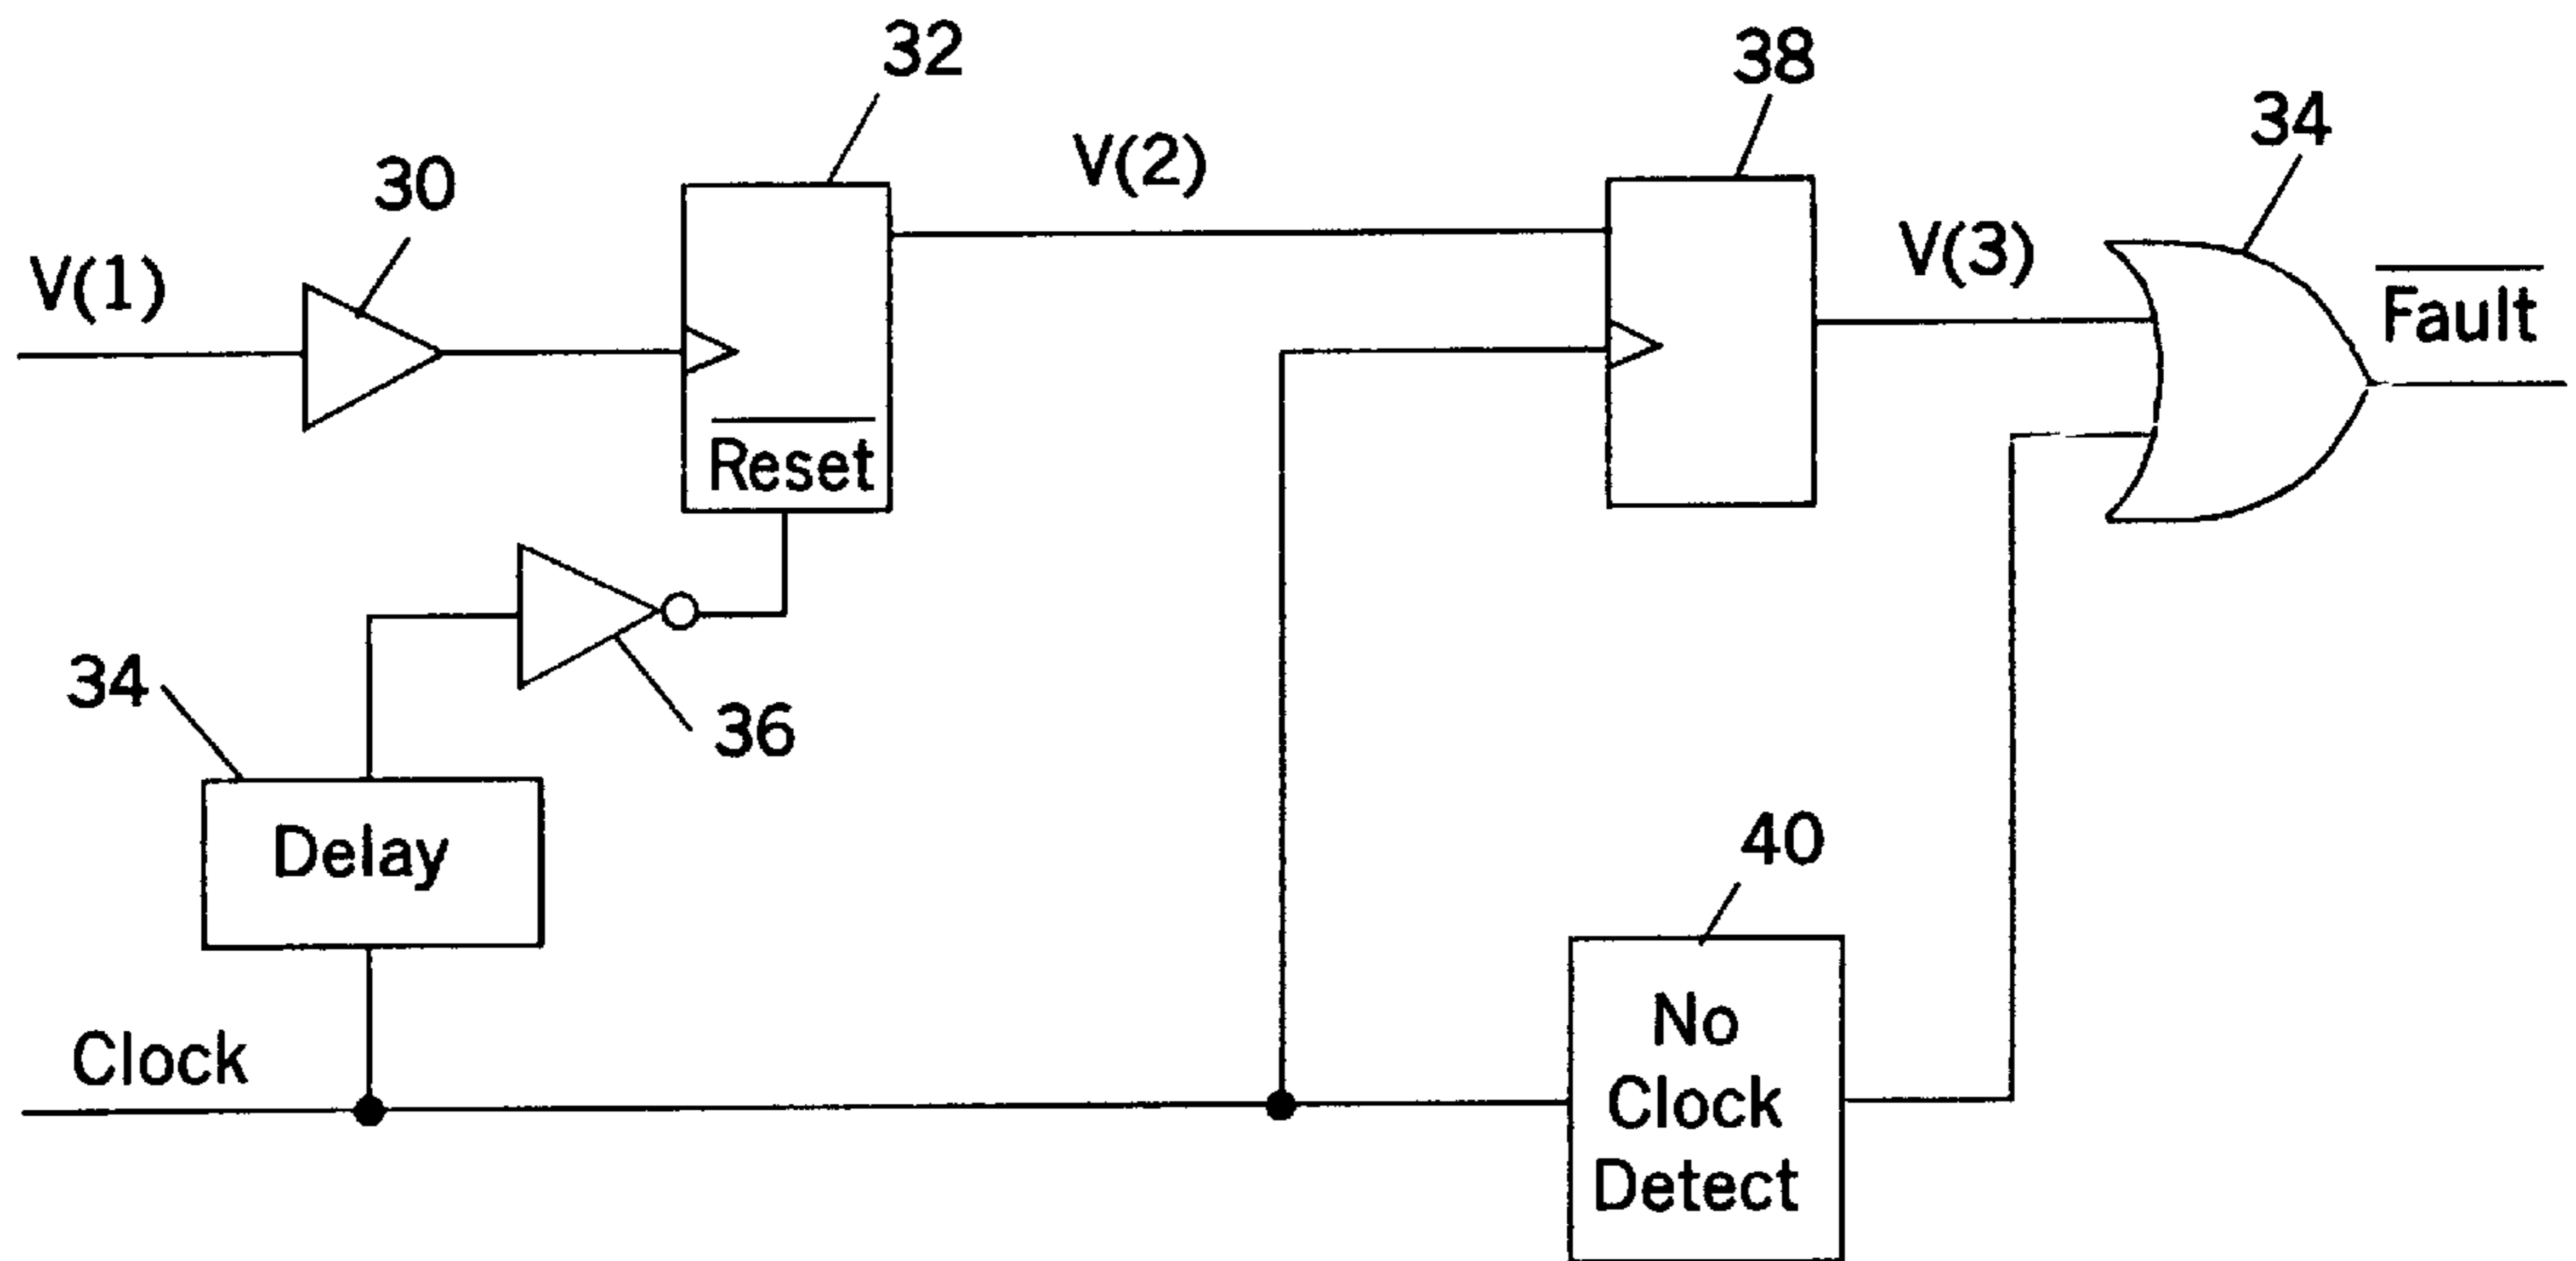 32
38
34
30
V(2)
V(1)
V(3)
Fault
Reset
34
36
Delay
40
Clock
No
Clock
Detect